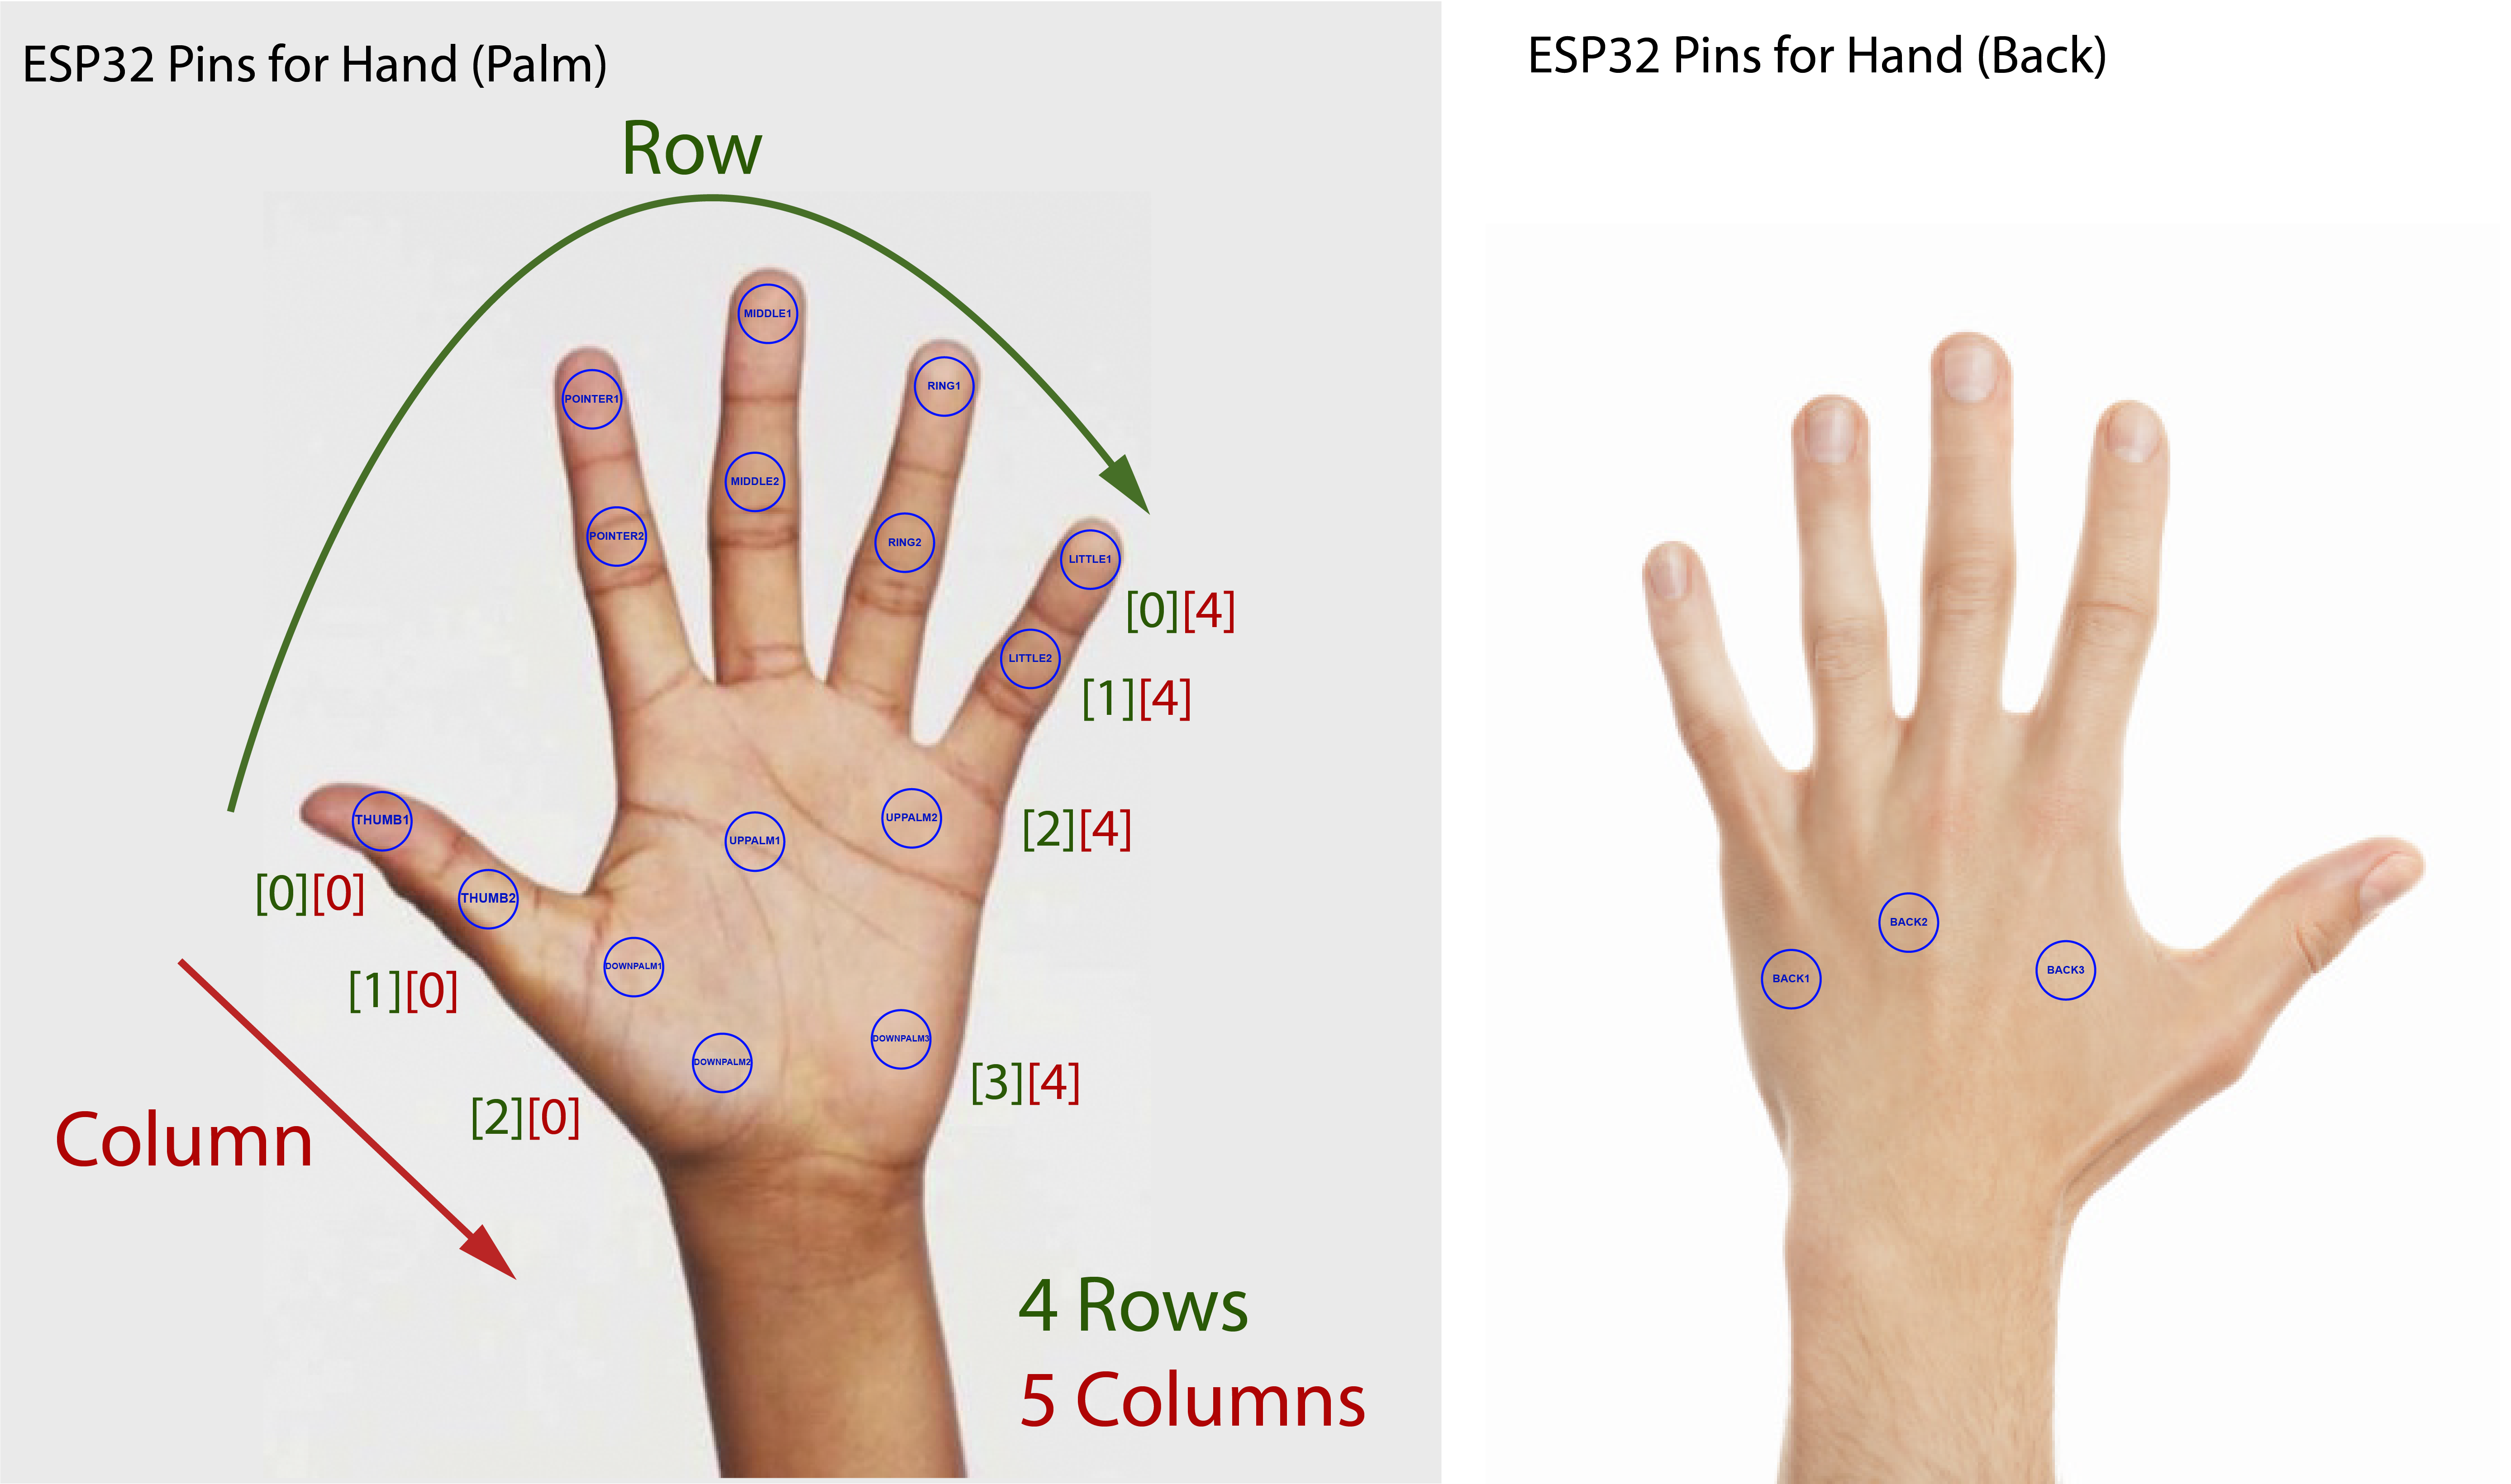 ESP32 Pins for Hand (Palm)
Row
MIDDLE1
RING1
POINTER1
MIDDLE2
POINTER2
RING2
LITTLE1
[0][4]
LITTLE2
[1][4]
THUMB1
UPPALM1
UPPALM2
[2][4]
[0][0]
THUMB2
DOWNPALM1
[1][0]
DOWNPALM2
DOWNPALM3
[3][4]
[2][0]
Column
4 Rows
5 Columns
ESP32 Pins for Hand (Back)
BACK1
BACK2
BACK3